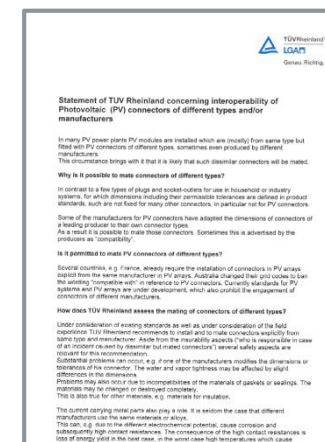 TÜVRheinland
LGA
Genau. Richtig.
Statement of TUV Rheinland concerning interoperability of
Photovoltaic (PV) connectors of different types and/or
manufacturers
In many PV power plants PV modules are installed which are (mostly) from same type but
fitted with PV connectors of different types, sometimes even produced by different
manufacturers.
This circumstance brings with it that it is likely that such dissimilar connectors will be mated.
Why is it possible to mate connectors of different types?
In contrast to a few types of plugs and socket-outlets for use in household or industry
systems, for which dimensions including their permissible tolerances are defined in product
standards, such are not fixed for many other connectors, in particular not for PV connectors.
Some of the manufacturers for PV connectors have adapted the dimensions of connectors of
a leading producer to their own connector types.
As a result it is possible to mate those connectors. Sometimes this is advertised by the
producers as "compatibility".
Is it permitted to mate PV connectors of different types?
Several countries, e.g. France, already require the installation of connectors in PV arrays
explicit from the same manufacturer in PV arrays. Australia changed their grid codes to ban
the wording "compatible with" in reference to PV connectors. Currently standards for PV
systems and PV arrays are under development, which also prohibit the engagement of
connectors of different manufacturers.
How does TÜV Rheinland assess the mating of connectors of different types?
Under consideration of existing standards as well as under consideration of the field
experience TUV Rheinland recommends to install and to mate connectors explicitly from
same type and manufacturer. Aside from the insurability aspects ("who is responsible in case
of an incident caused by dissimilar but mated connectors") several safety aspects are
relevant for this recommendation.
Substantial problems can occur, e.g. if one of the manufacturers modifies the dimensions or
tolerances of his connector. The water and vapor tightness may be affected by slight
differences in the dimensions.
Problems may also occur due to incompatibilities of the materials of gaskets or sealings. The
materials may be changed or destroyed completely.
This is also true for other materials, e.g. materials for insulation.
The current carrying metal parts also play a role. It is seldom the case that different
manufacturers use the same materials or alloys.
This can, e.g. due to the different electrochemical potential, cause corrosion and
subsequently high contact resistances. The consequence of the high contact resistances is
loss of energy yield in the best case, in the worst case high temperatures which cause